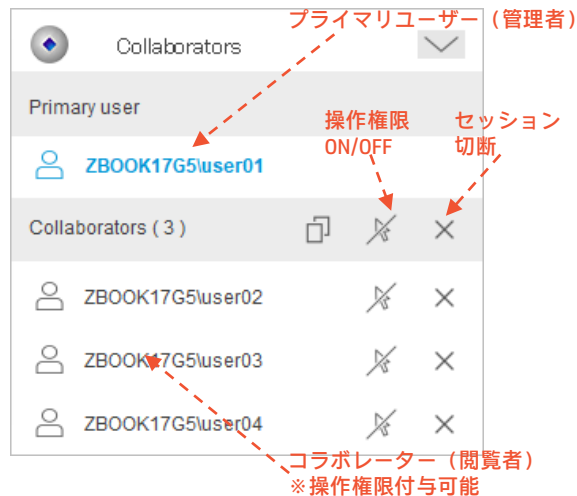 プライマリユーザー（管理者）
Collaborators
Primary user
操作権限
ON/OFF
セッション
切断
ZBOOK17G5\user01
Collaborators ( 3 )
ZBOOK17G5\user02
ZBOOK17G5\user03
ZBOOK17G5\user04
コラボレーター（閲覧者）
※操作権限付与可能